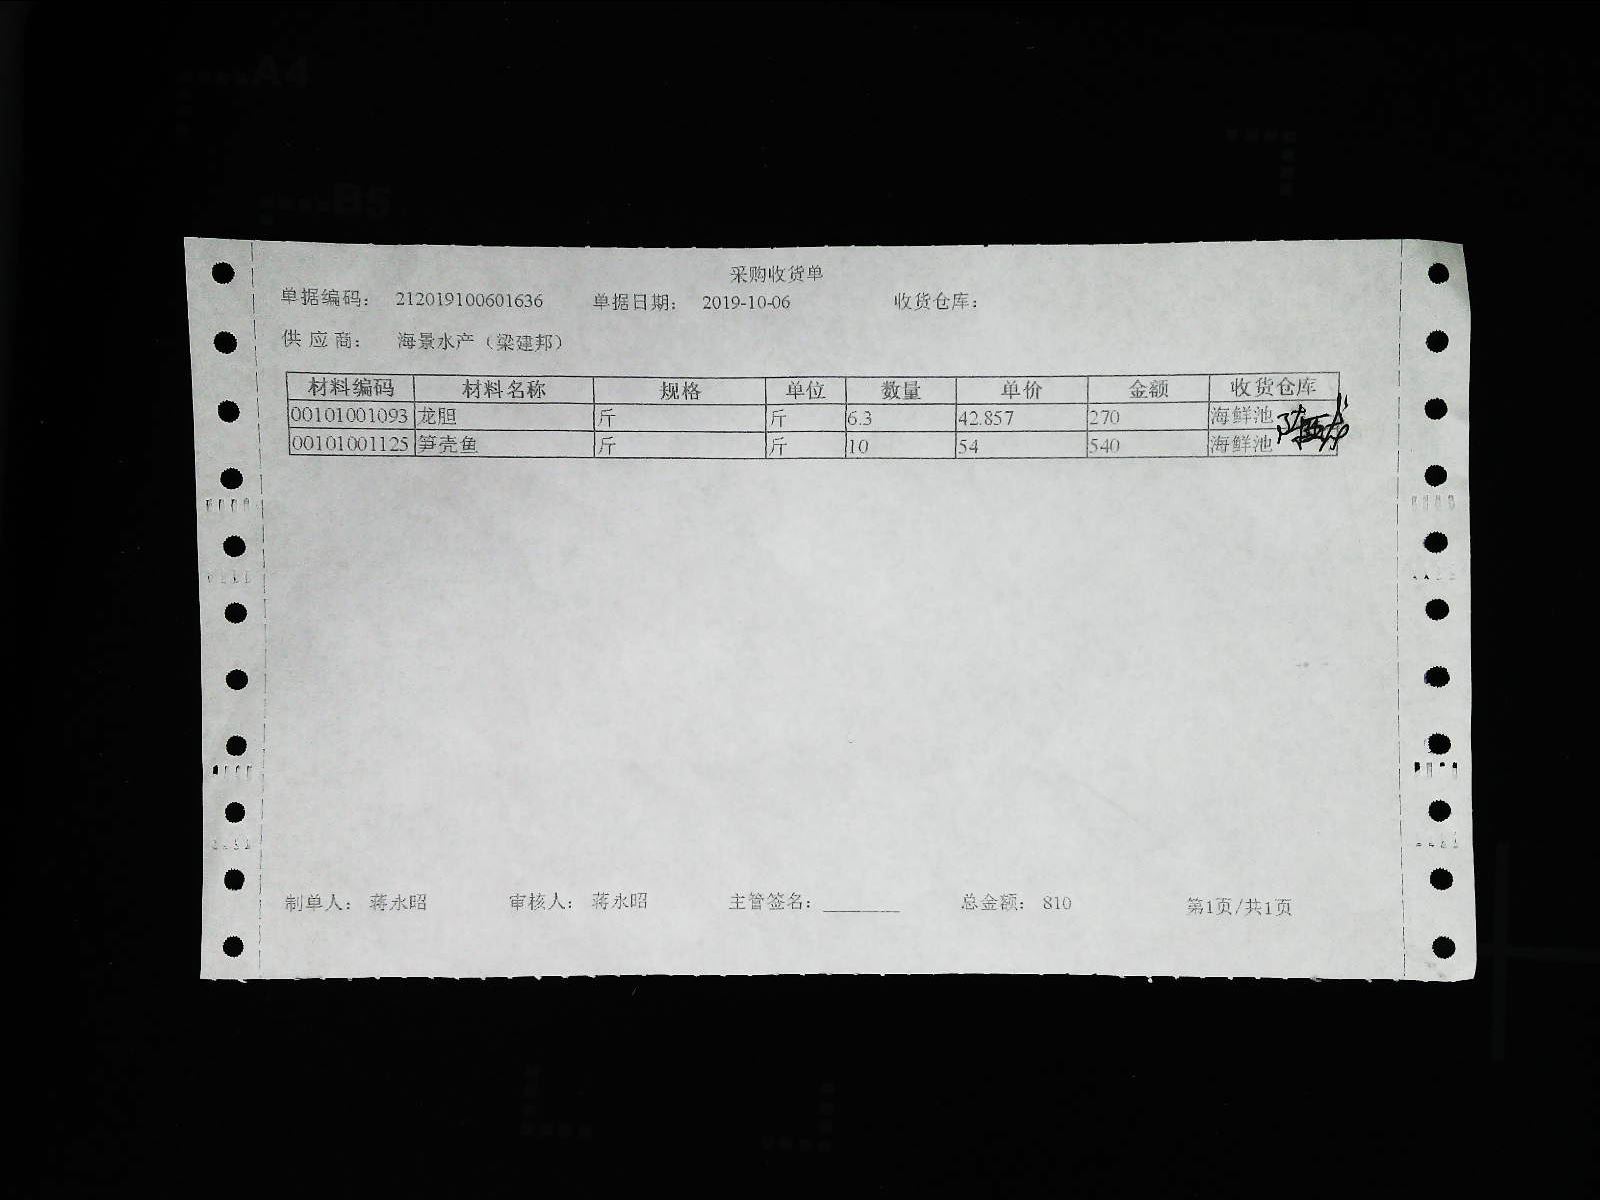 采购收货单
单据编码： 212019100601636 单据日期： 2019-10-06 收货仓库：
供 应 商： 海景水产（梁建邦）
材料编码 材料名称 规格 单位 数量 单价 金额 收货仓库
00101001093 龙胆 斤 斤 6.3 42.857 270 海鲜池
00101001125 笋壳鱼 斤 斤 10 54 540 海鲜池
制单人： 蒋永昭 审核人： 蒋永昭 主管签名：________ 总金额： 810 第1页/共1页